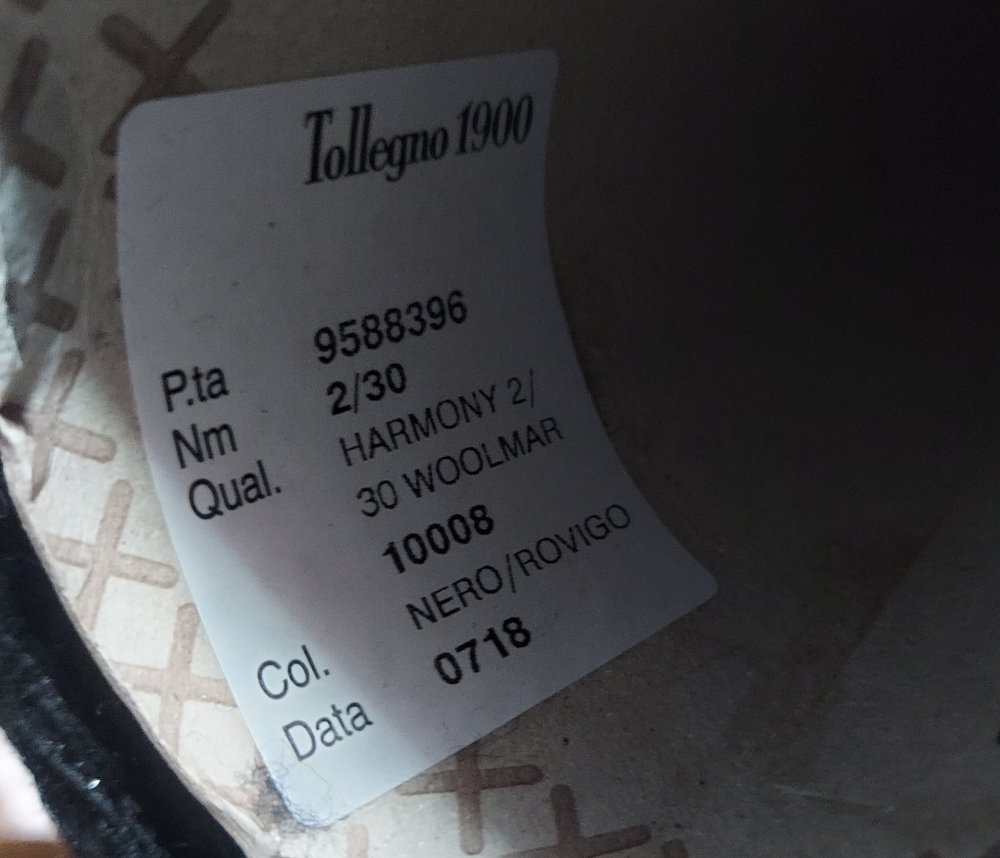 Tollegno 1900
P.ta 9588396
Nm 2/30
Qual. HARMONY 2/
30 WOOLMAR
10008
Col. NERO/ROVIGO
Data 0718